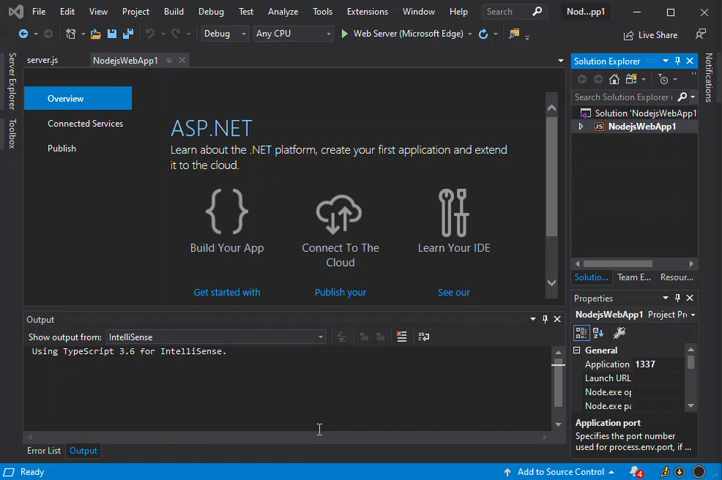 File Edit View Project Build Debug Test Analyze Tools Extensions Window Help Search Nod...pp1
Debug Any CPU Web Server (Microsoft Edge) Live Share
Server Explorer
Toolbox
server.js NodejsWebApp1
Overview
Connected Services
Publish
ASP.NET
Learn about the .NET platform, create your first application and extend
it to the cloud.
Build Your App
Connect To The
Cloud
Learn Your IDE
Get started with Publish your See our
Output
Show output from: IntelliSense
Using TypeScript 3.6 for IntelliSense.
Error List Output
Solution Explorer
Search Solution Explorer
Solution 'NodejsWebApp1
JS NodejsWebApp1
Solutio... Team E... Resour...
Properties
NodejsWebApp1 Project Pr
General
Application 1337
Launch URL
Node.exe op
Node.exe pa
Application port
Specifies the port number
used for process.env.port, if ...
Notifications
Ready Add to Source Control 4